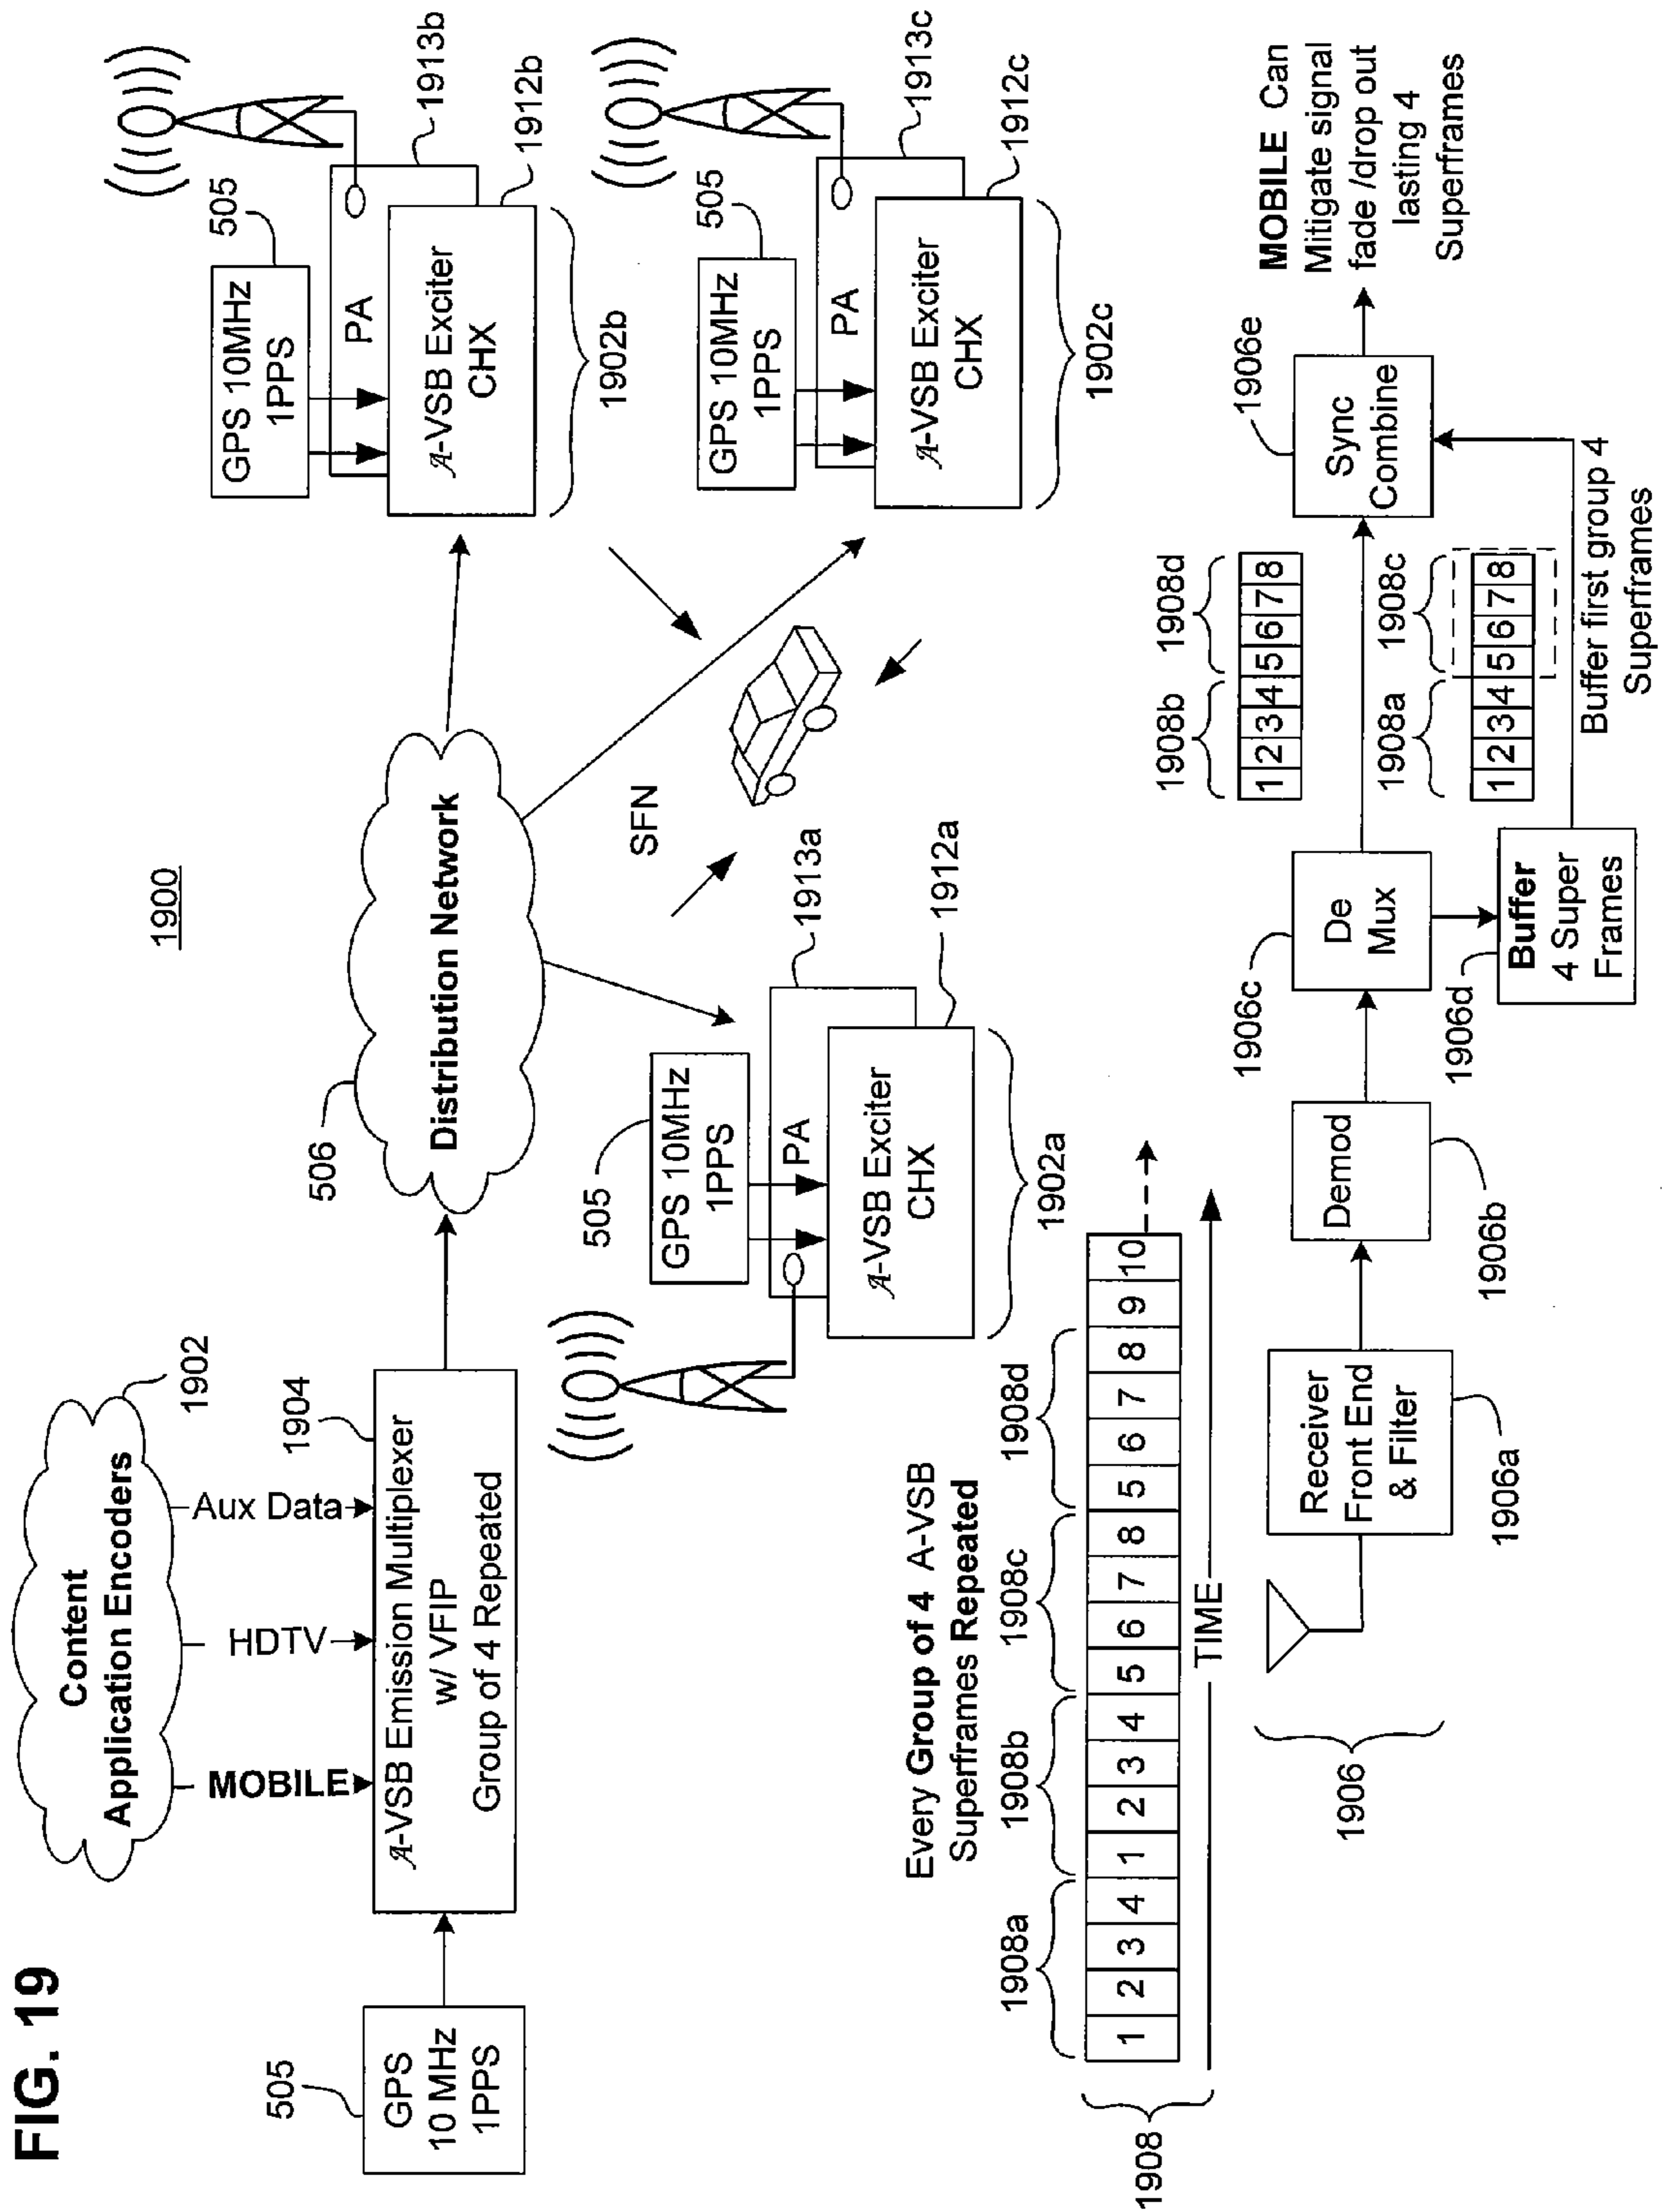 FIG. 19
1900
Content
Application Encoders
1902
MOBILE
HDTV
Aux Data
1904
505
GPS
10 MHz
1PPS
𝒜-VSB Emission Multiplexer
w/ VFIP
Group of 4 Repeated
506
Distribution Network
505
GPS 10MHz
1PPS
PA
𝒜-VSB Exciter
CHX
1913b
1912b
1902b
505
GPS 10MHz
1PPS
PA
𝒜-VSB Exciter
CHX
1913c
1912c
1902c
SFN
505
GPS 10MHz
1PPS
PA
𝒜-VSB Exciter
CHX
1913a
1912a
1902a
Every Group of 4 A-VSB
Superframes Repeated
1908a 1908b 1908c 1908d
1 2 3 4 1 2 3 4 5 6 7 8 5 6 7 8 9 10
1908
TIME
1906
Receiver
Front End
& Filter
1906a
Demod
1906b
1906c
De
Mux
1906d
Buffer
4 Super
Frames
1908b 1908d
1 2 3 4 5 6 7 8
1908a 1908c
1 2 3 4 5 6 7 8
Buffer first group 4
Superframes
1906e
Sync
Combine
MOBILE Can
Mitigate signal
fade /drop out
lasting 4
Superframes